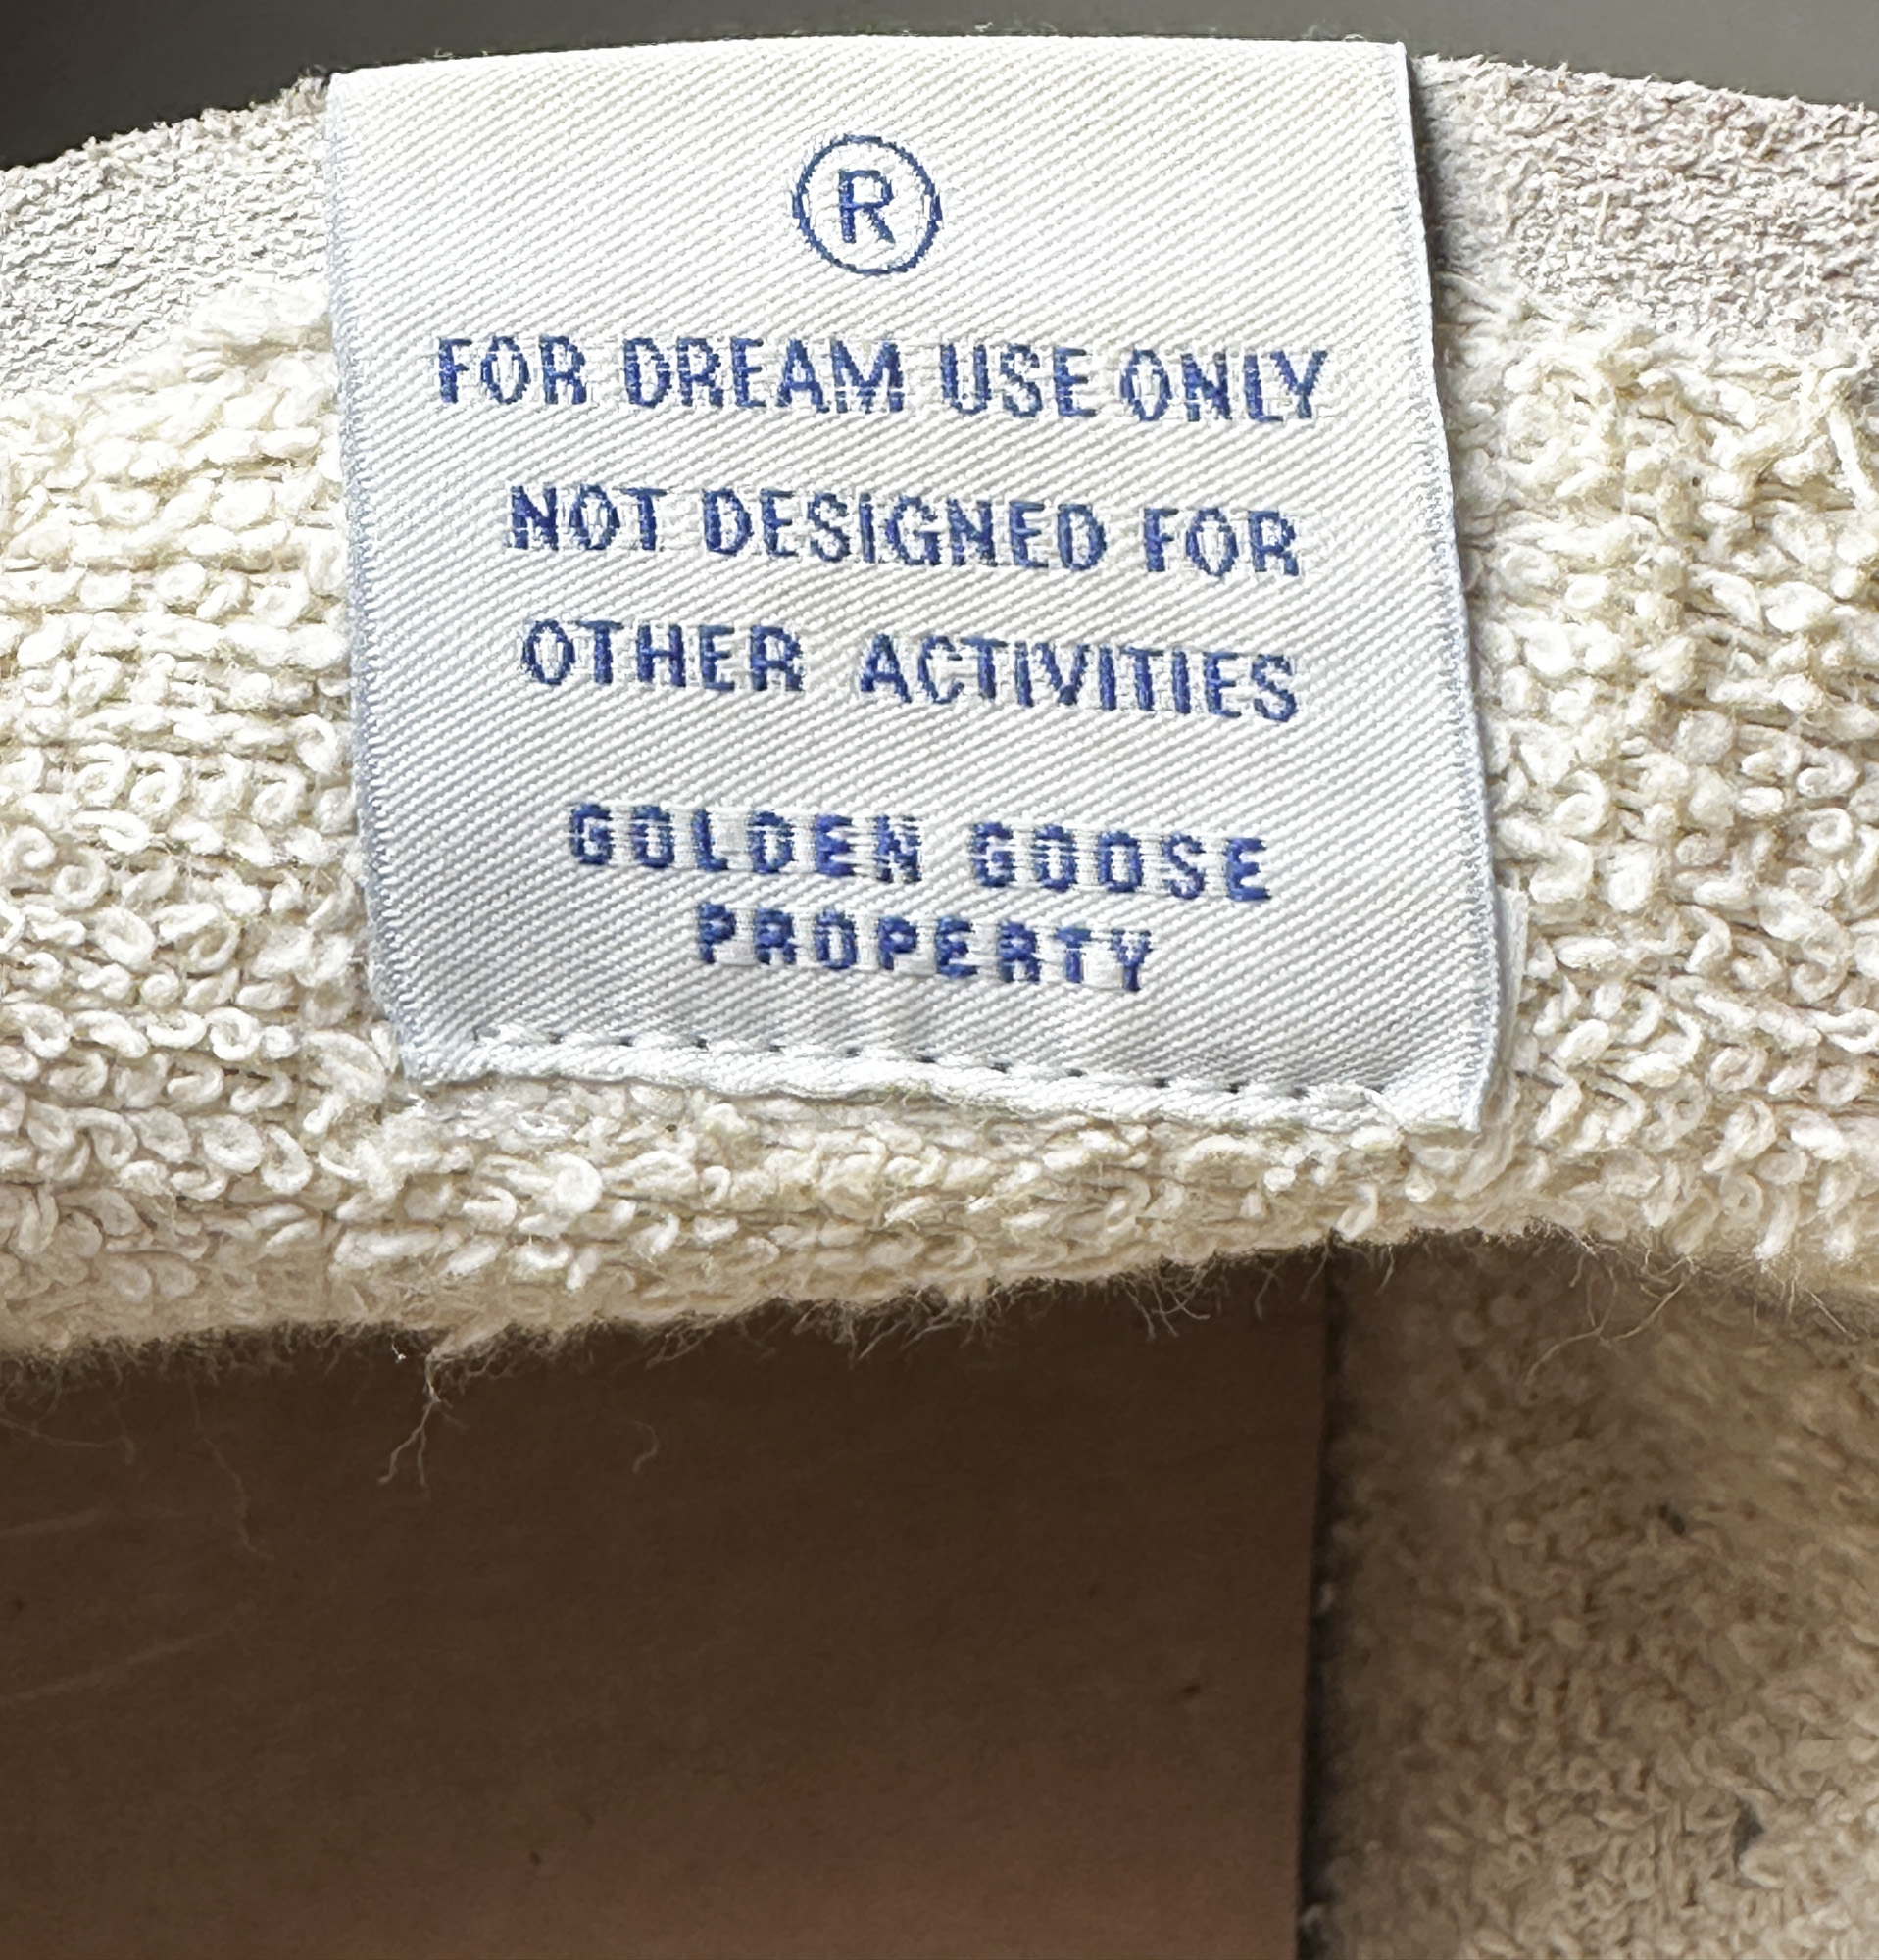 ®
FOR DREAM USE ONLY
NOT DESIGNED FOR
OTHER ACTIVITIES
GOLDEN GOOSE
PROPERTY